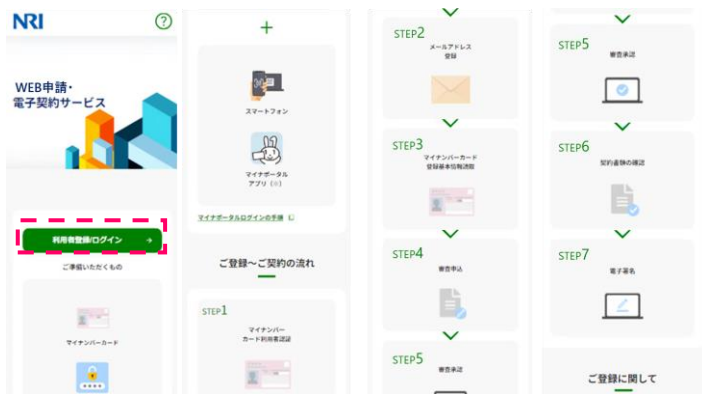 NRI
?
WEB申請・
電子契約サービス
利用者登録/ログイン →
ご準備いただくもの
マイナンバーカード
+
スマートフォン
マイナポータル
アプリ (※)
マイナポータルログインの手順
ご登録～ご契約の流れ
STEP1
マイナンバー
カード利用者認証
STEP2
メールアドレス
登録
STEP3
マイナンバーカード
登録基本情報読取
STEP4
審査申込
STEP5
審査承認
STEP5
審査承認
STEP6
契約書類の確認
STEP7
電子署名
ご登録に関して